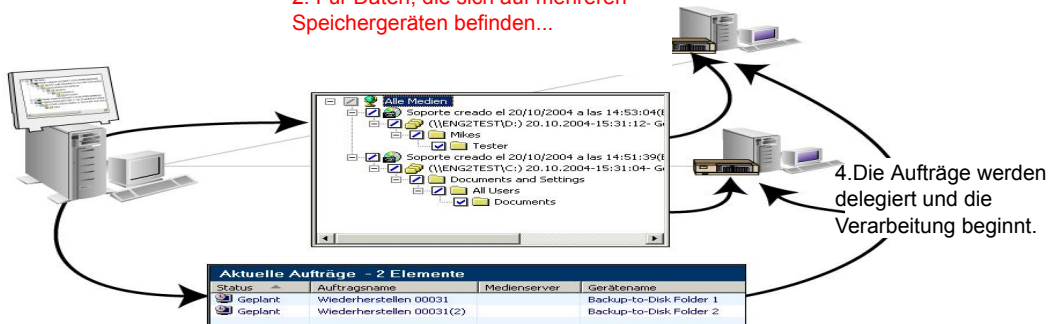 2. Für Daten, die sich auf mehreren
Speichergeräten befinden...
Alle Medien
Soporte creado el 20/10/2004 a las 14:53:04(E
(\\ENG2TEST\D:) 20.10.2004-15:31:12- Ge
Mikes
Tester
Soporte creado el 20/10/2004 a las 14:51:39(E
(\\ENG2TEST\C:) 20.10.2004-15:31:04- Ge
Documents and Settings
All Users
Documents
4.Die Aufträge werden
delegiert und die
Verarbeitung beginnt.
Aktuelle Aufträge - 2 Elemente
Status Auftragsname Medienserver Gerätename
Geplant Wiederherstellen 00031 Backup-to-Disk Folder 1
Geplant Wiederherstellen 00031(2) Backup-to-Disk Folder 2